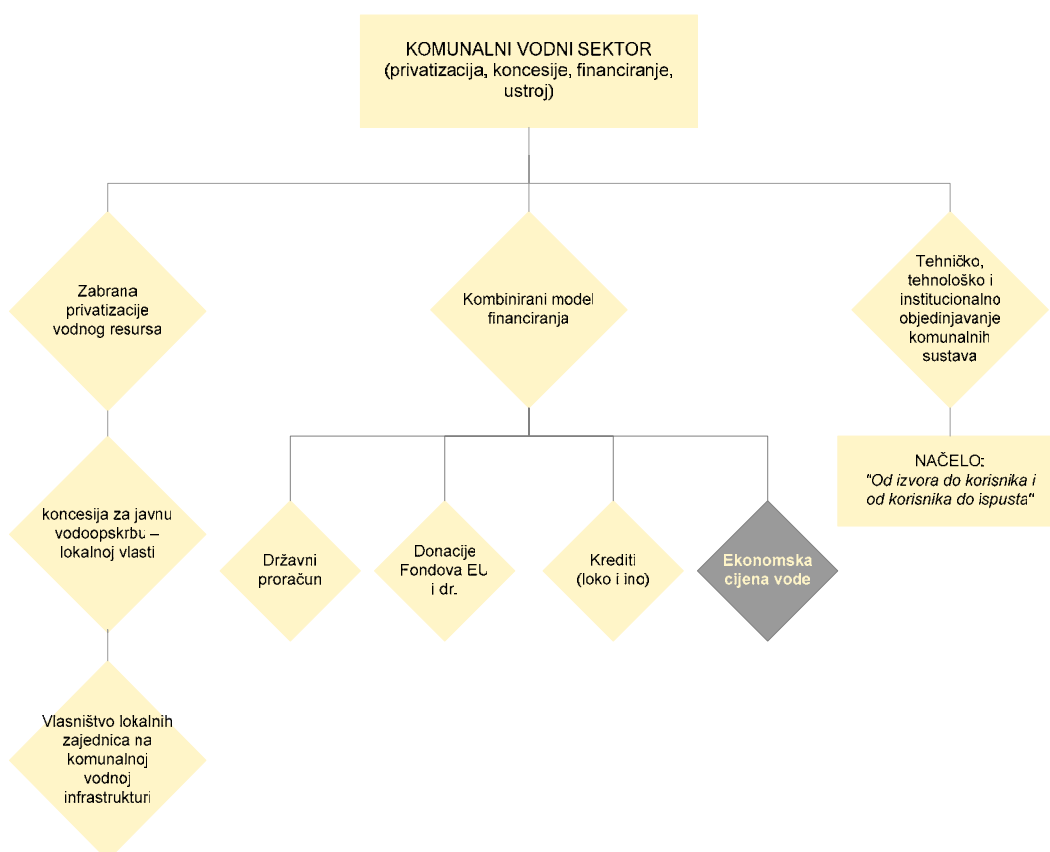 KOMUNALNI VODNI SEKTOR
(privatizacija, koncesije, financiranje,
ustroj)
Zabrana
privatizacije
vodnog resursa
Kombinirani model
financiranja
Tehničko,
tehnološko i
institucionalno
objedinjavanje
komunalnih
sustava
koncesija za javnu
vodoopskrbu –
lokalnoj vlasti
NAČELO:
"Od izvora do korisnika i
od korisnika do ispusta"
Državni
proračun
Donacije
Fondova EU
i dr.
Krediti
(loko i ino)
Ekonomska
cijena vode
Vlasništvo lokalnih
zajednica na
komunalnoj
vodnoj
infrastrukturi